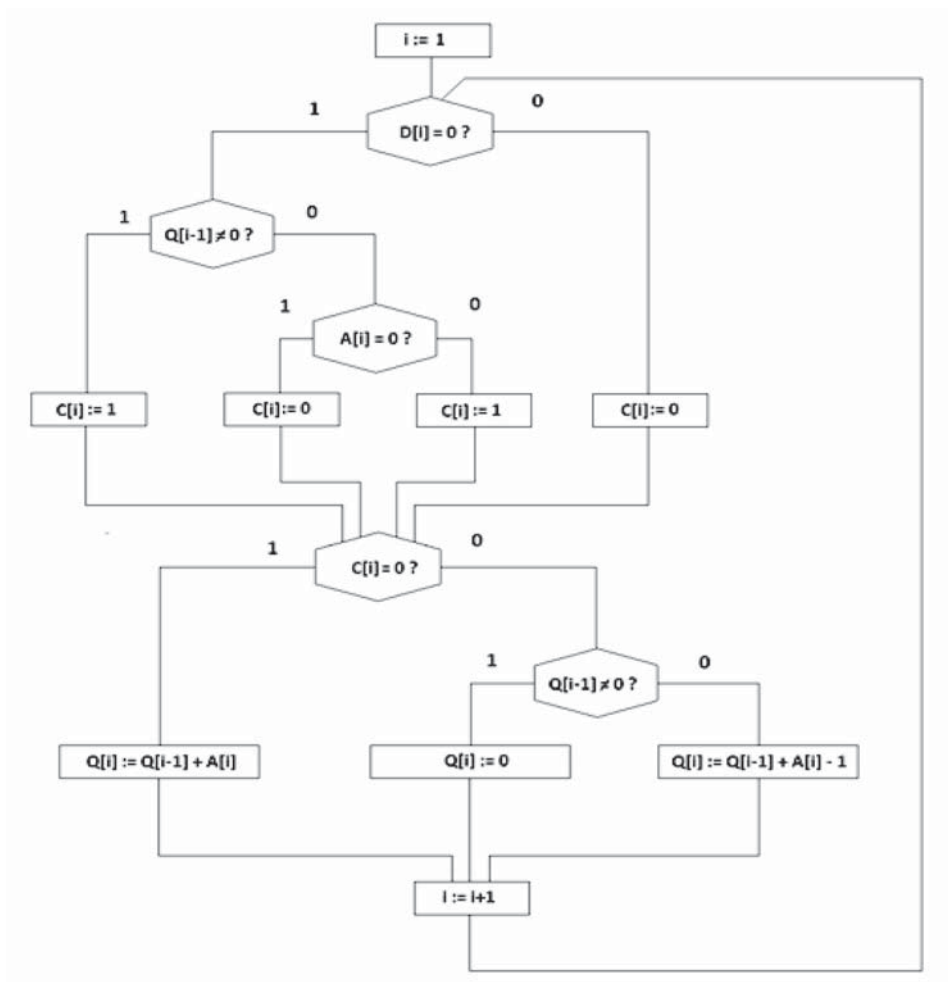 i := 1
1
0
D[i] = 0 ?
1
0
Q[i-1] ≠ 0 ?
1
0
A[i] = 0 ?
C[i] := 1
C[i]:= 0
C[i] := 1
C[i]:= 0
1
0
C[i] = 0 ?
1
0
Q[i-1] ≠ 0 ?
Q[i] := Q[i-1] + A[i]
Q[i] := 0
Q[i] := Q[i-1] + A[i] - 1
i := i+1